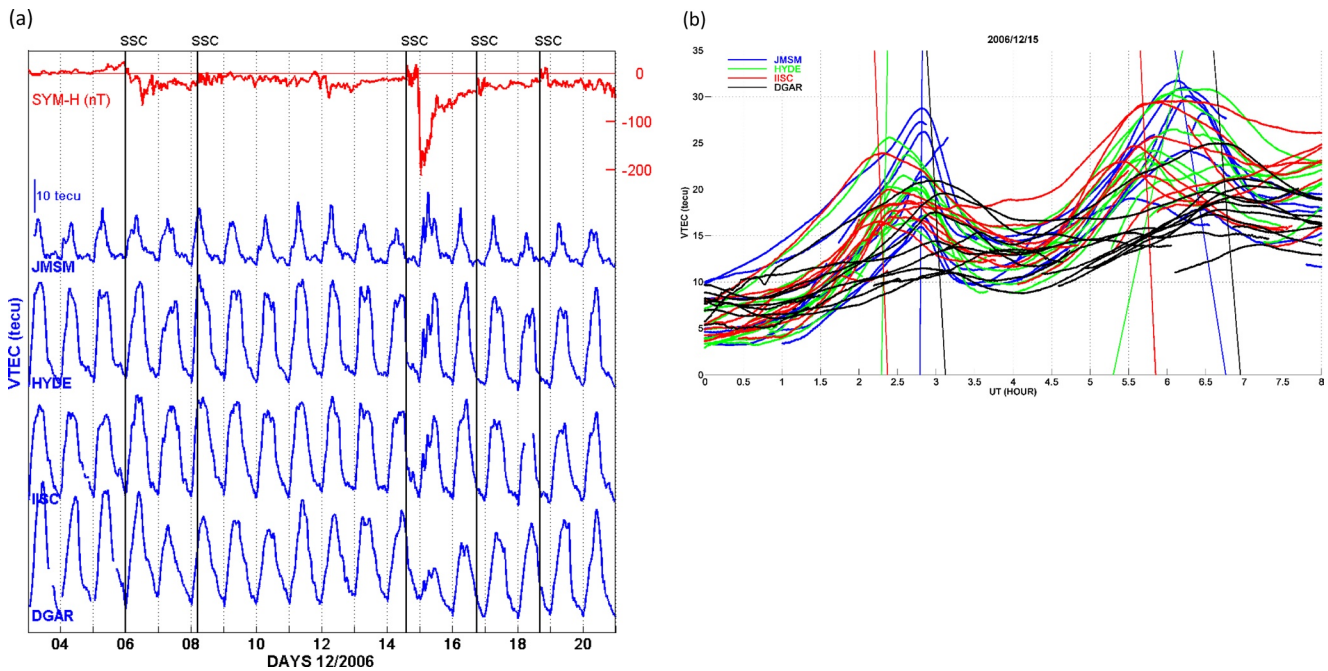 (a)
SSC SSC SSC SSC SSC
SYM-H (nT)
0
-100
-200
10 tecu
JMSM
HYDE
IISC
DGAR
VTEC (tecu)
04 06 08 10 12 14 16 18 20
DAYS 12/2006
(b)
2006/12/15
JMSM
HYDE
IISC
DGAR
35
30
25
20
15
10
5
0
VTEC (tecu)
0 0.5 1 1.5 2 2.5 3 3.5 4 4.5 5 5.5 6 6.5 7 7.5 8
UT (HOUR)